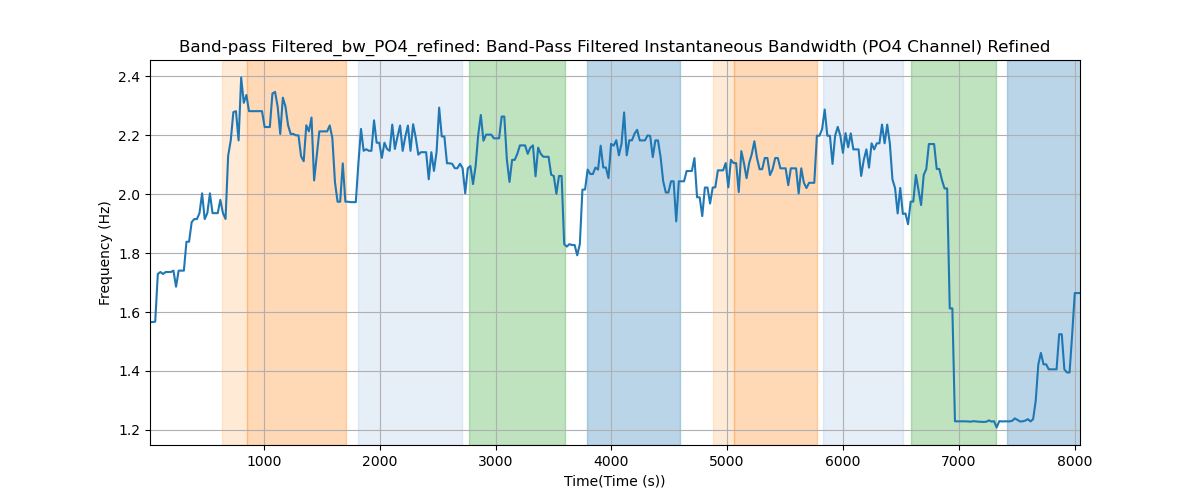 Band-pass Filtered_bw_PO4_refined: Band-Pass Filtered Instantaneous Bandwidth (PO4 Channel) Refined
Frequency (Hz)
2.4
2.2
2.0
1.8
1.6
1.4
1.2
1000 2000 3000 4000 5000 6000 7000 8000
Time(Time (s))